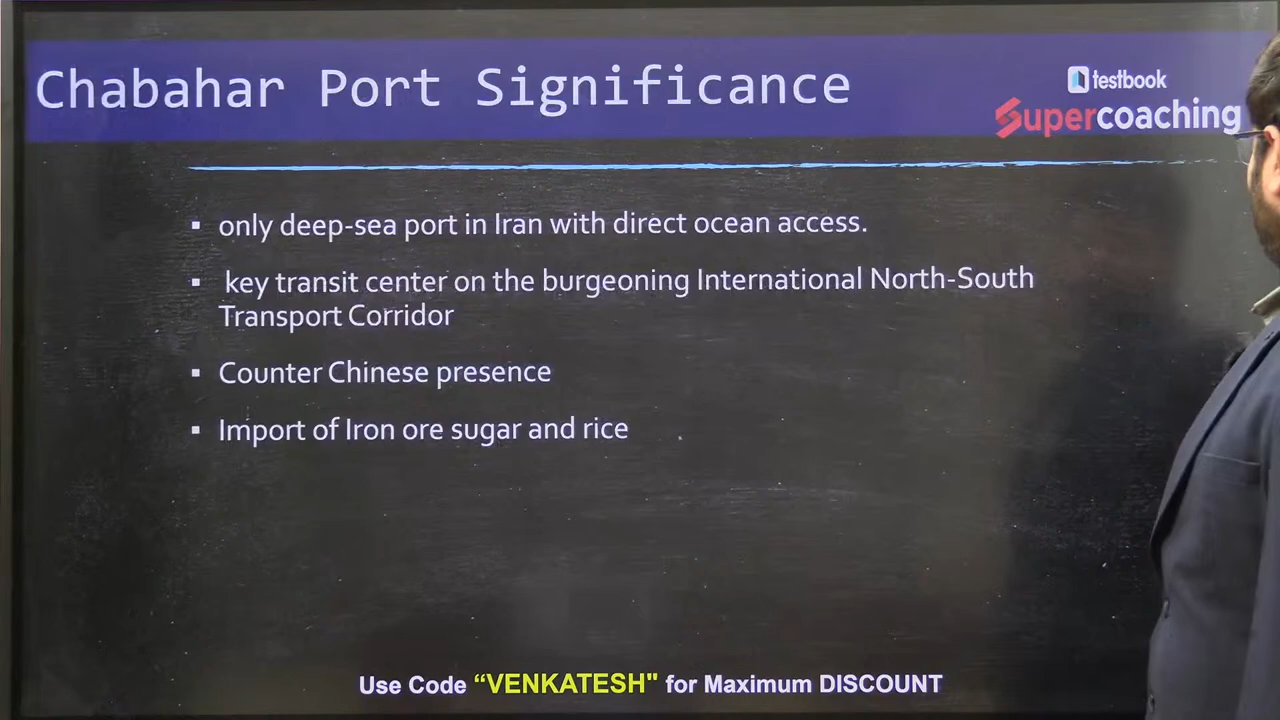 Chabahar Port Significance
testbook
Supercoaching
▪ only deep-sea port in Iran with direct ocean access.
▪ key transit center on the burgeoning International North-South
Transport Corridor
▪ Counter Chinese presence
▪ Import of Iron ore sugar and rice
Use Code “VENKATESH" for Maximum DISCOUNT